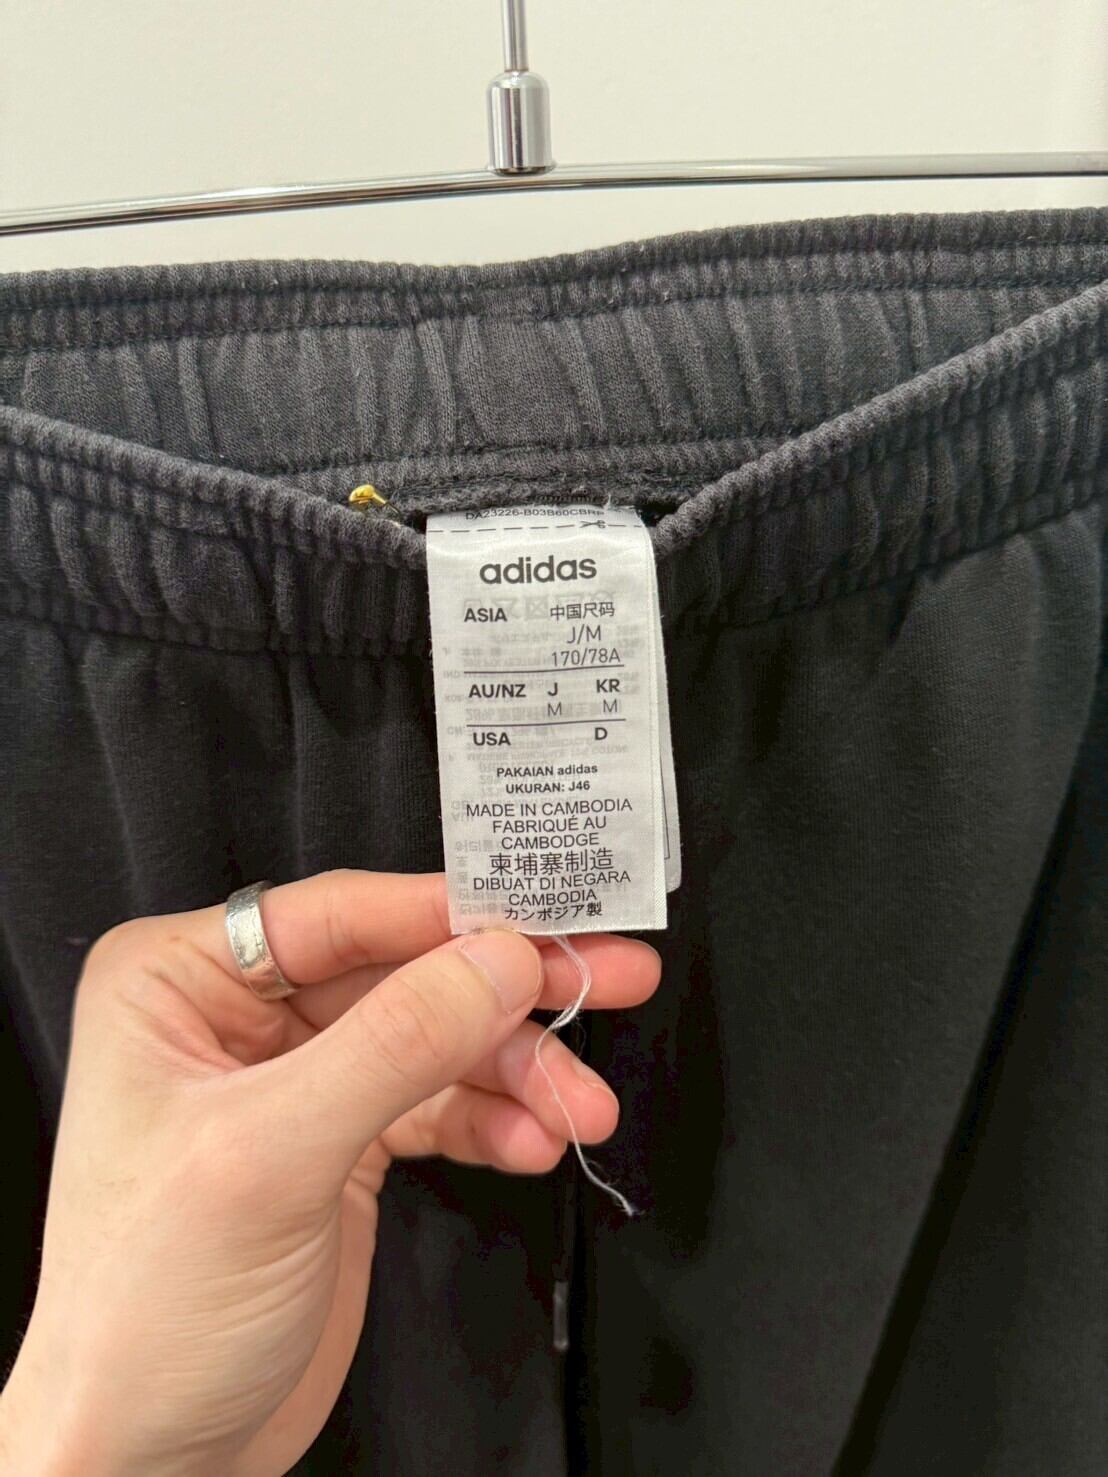 DA23226-B03B60CBRP
adidas
ASIA 中国尺码
J/M
170/78A
AU/NZ J KR
M M
USA D
PAKAIAN adidas
UKURAN: J46
MADE IN CAMBODIA
FABRIQUÉ AU
CAMBODGE
柬埔寨制造
DIBUAT DI NEGARA
CAMBODIA
カンボジア製